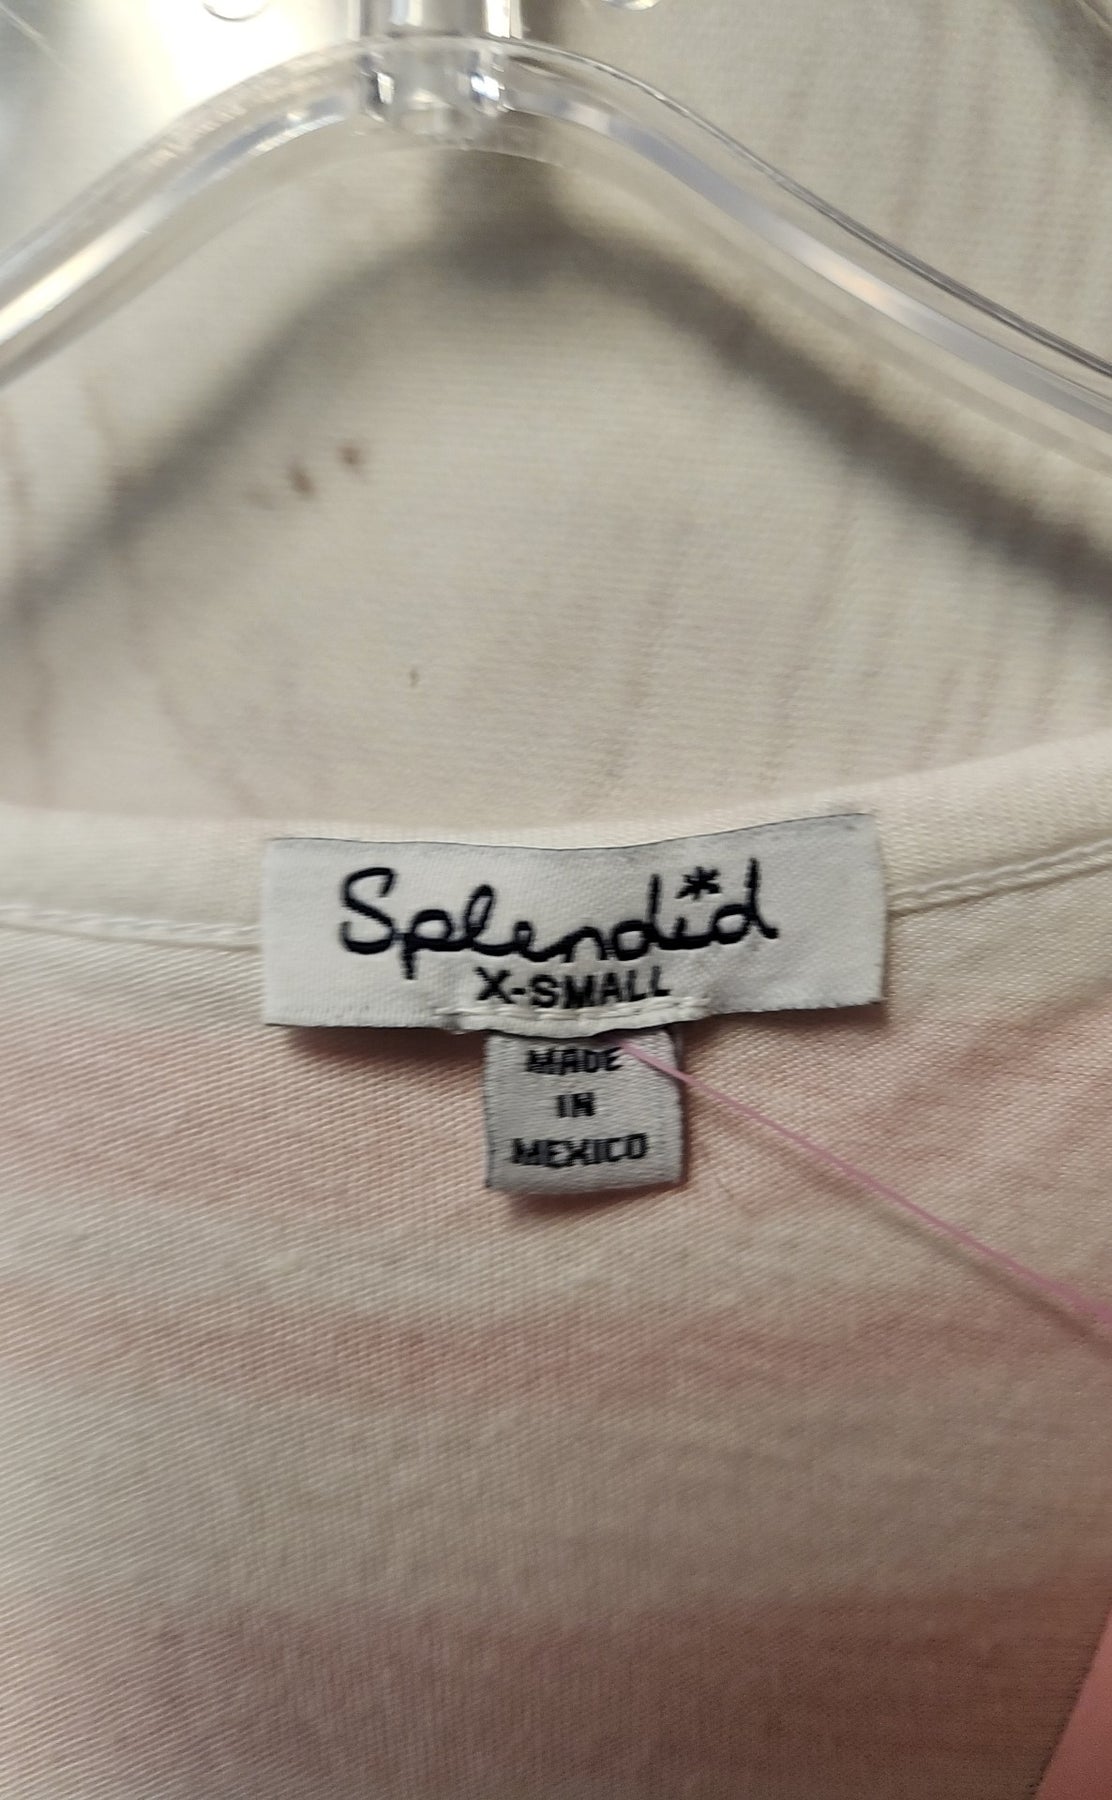 Splendid
X-SMALL
MADE
IN
MEXICO